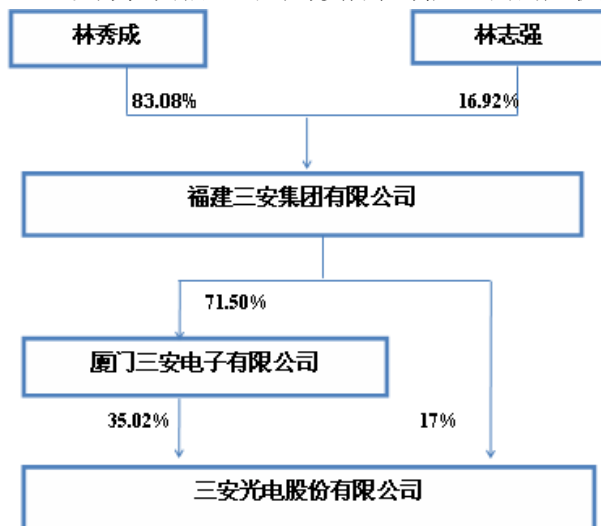 林秀成
林志强
83.08%
16.92%
福建三安集团有限公司
71.50%
厦门三安电子有限公司
35.02%
17%
三安光电股份有限公司